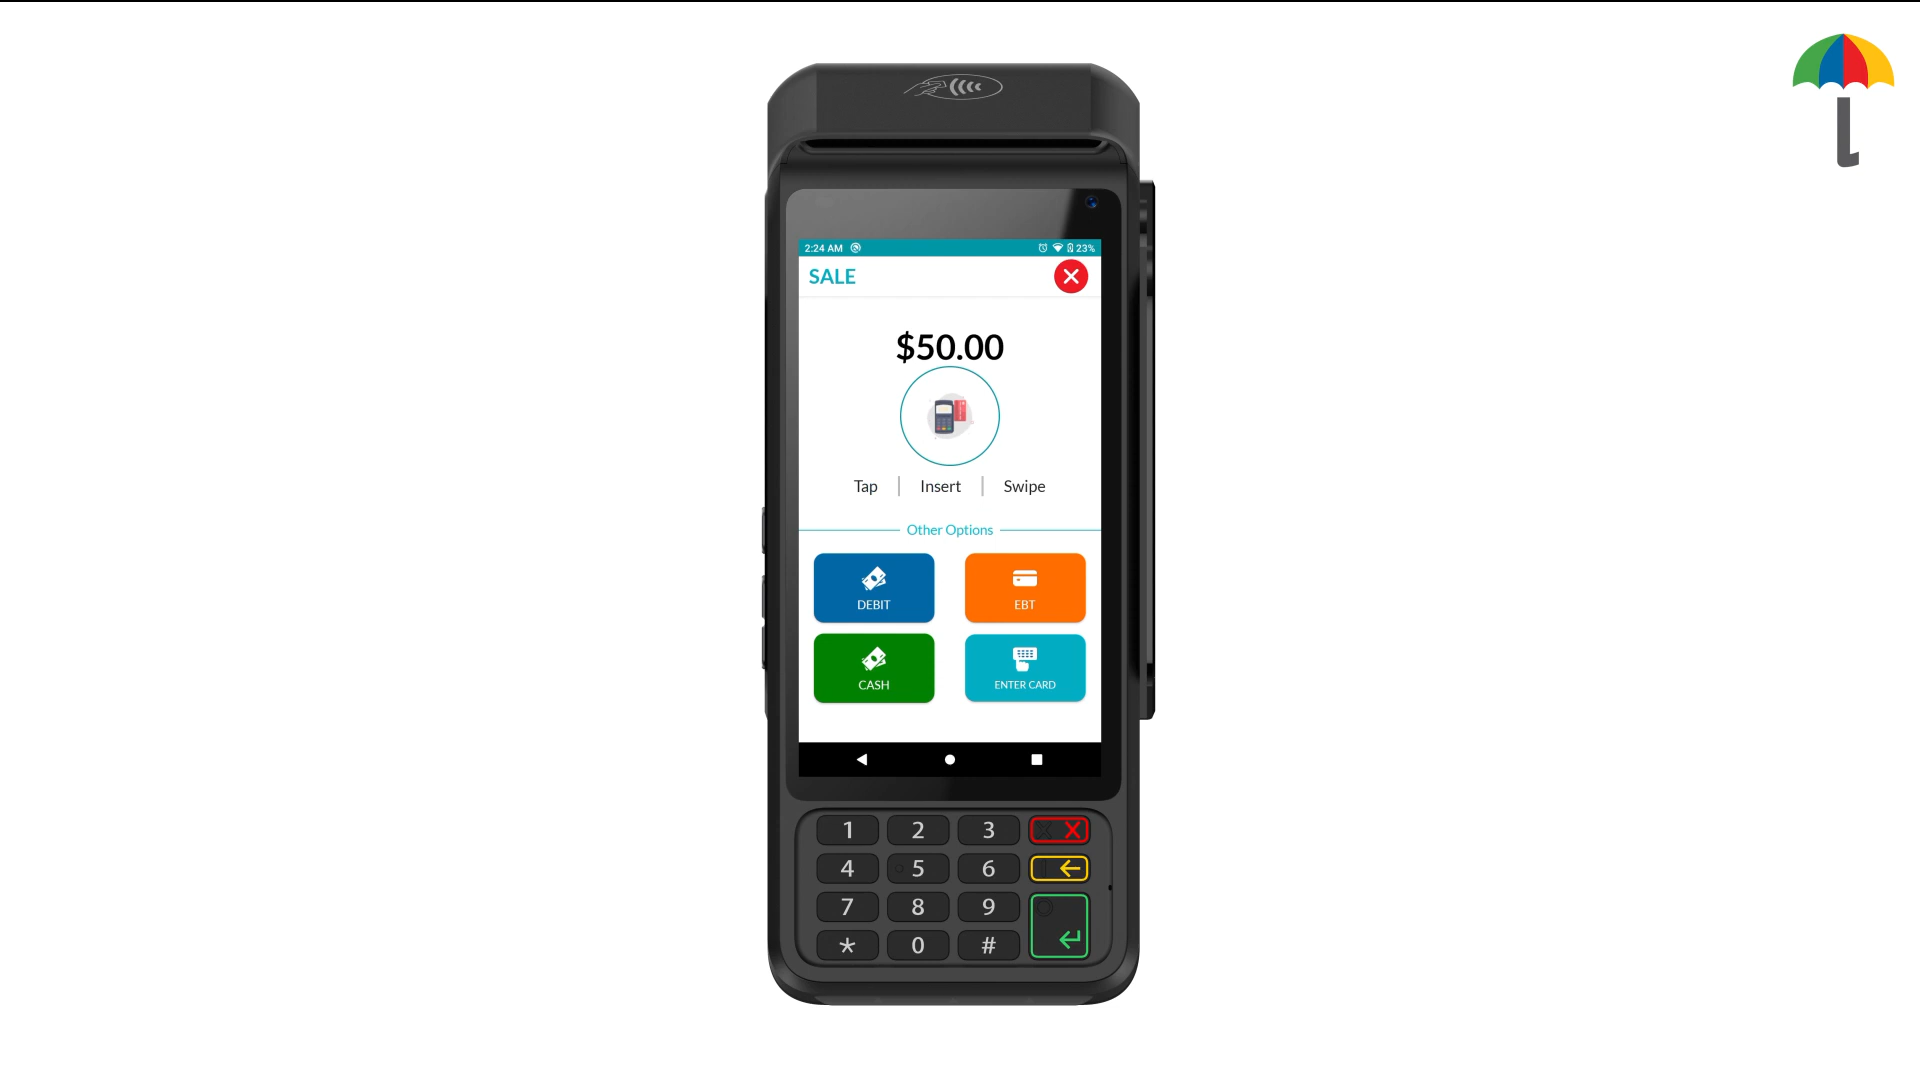 2:24 AM 23%
SALE
$50.00
Tap | Insert | Swipe
Other Options
DEBIT EBT
CASH ENTER CARD
1 2 3 X
4 5 6
7 8 9
* 0 #